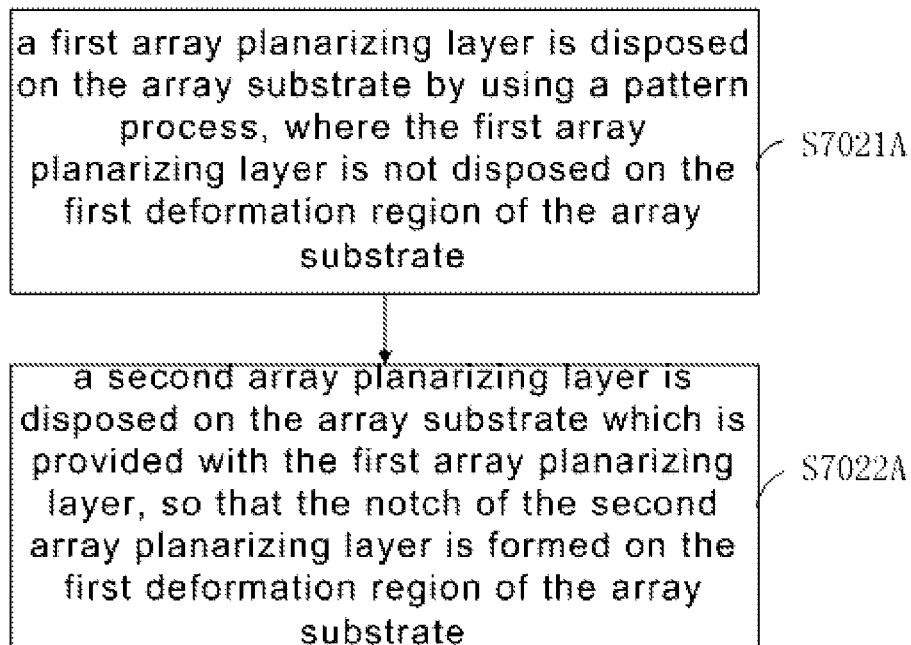 a first array planarizing layer is disposed
on the array substrate by using a pattern
process, where the first array
planarizing layer is not disposed on the
first deformation region of the array
substrate
S7021A
a second array planarizing layer is
disposed on the array substrate which is
provided with the first array planarizing
layer, so that the notch of the second
array planarizing layer is formed on the
first deformation region of the array
substrate
S7022A